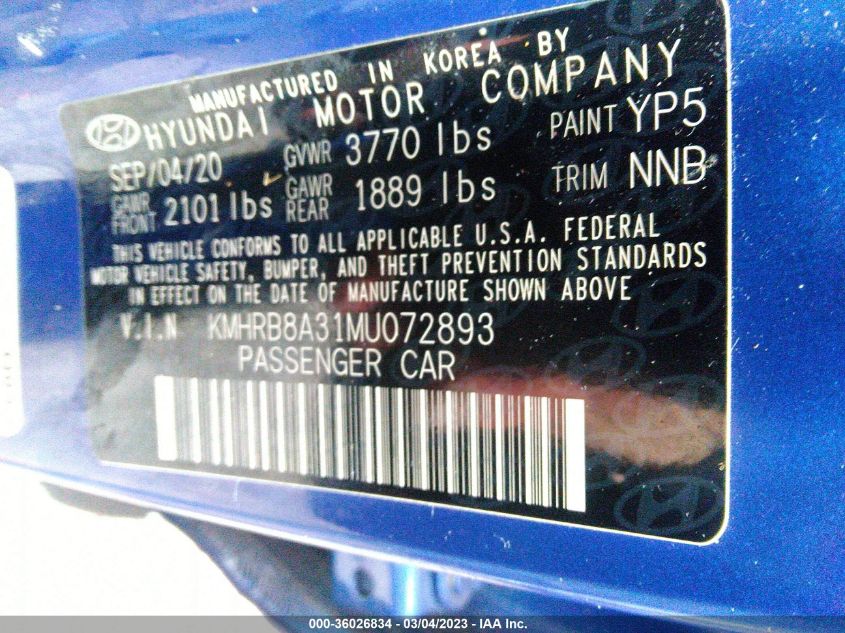 MANUFACTURED IN KOREA BY
HYUNDAI MOTOR COMPANY
SEP/04/20 GVWR 3770 lbs PAINT YP5
GAWR FRONT 2101 lbs GAWR REAR 1889 lbs TRIM NNB
THIS VEHICLE CONFORMS TO ALL APPLICABLE U.S.A. FEDERAL
MOTOR VEHICLE SAFETY, BUMPER, AND THEFT PREVENTION STANDARDS
IN EFFECT ON THE DATE OF MANUFACTURE SHOWN ABOVE
V.I.N KMHRB8A31MU072893
PASSENGER CAR
000-36026834 - 03/04/2023 - IAA Inc.